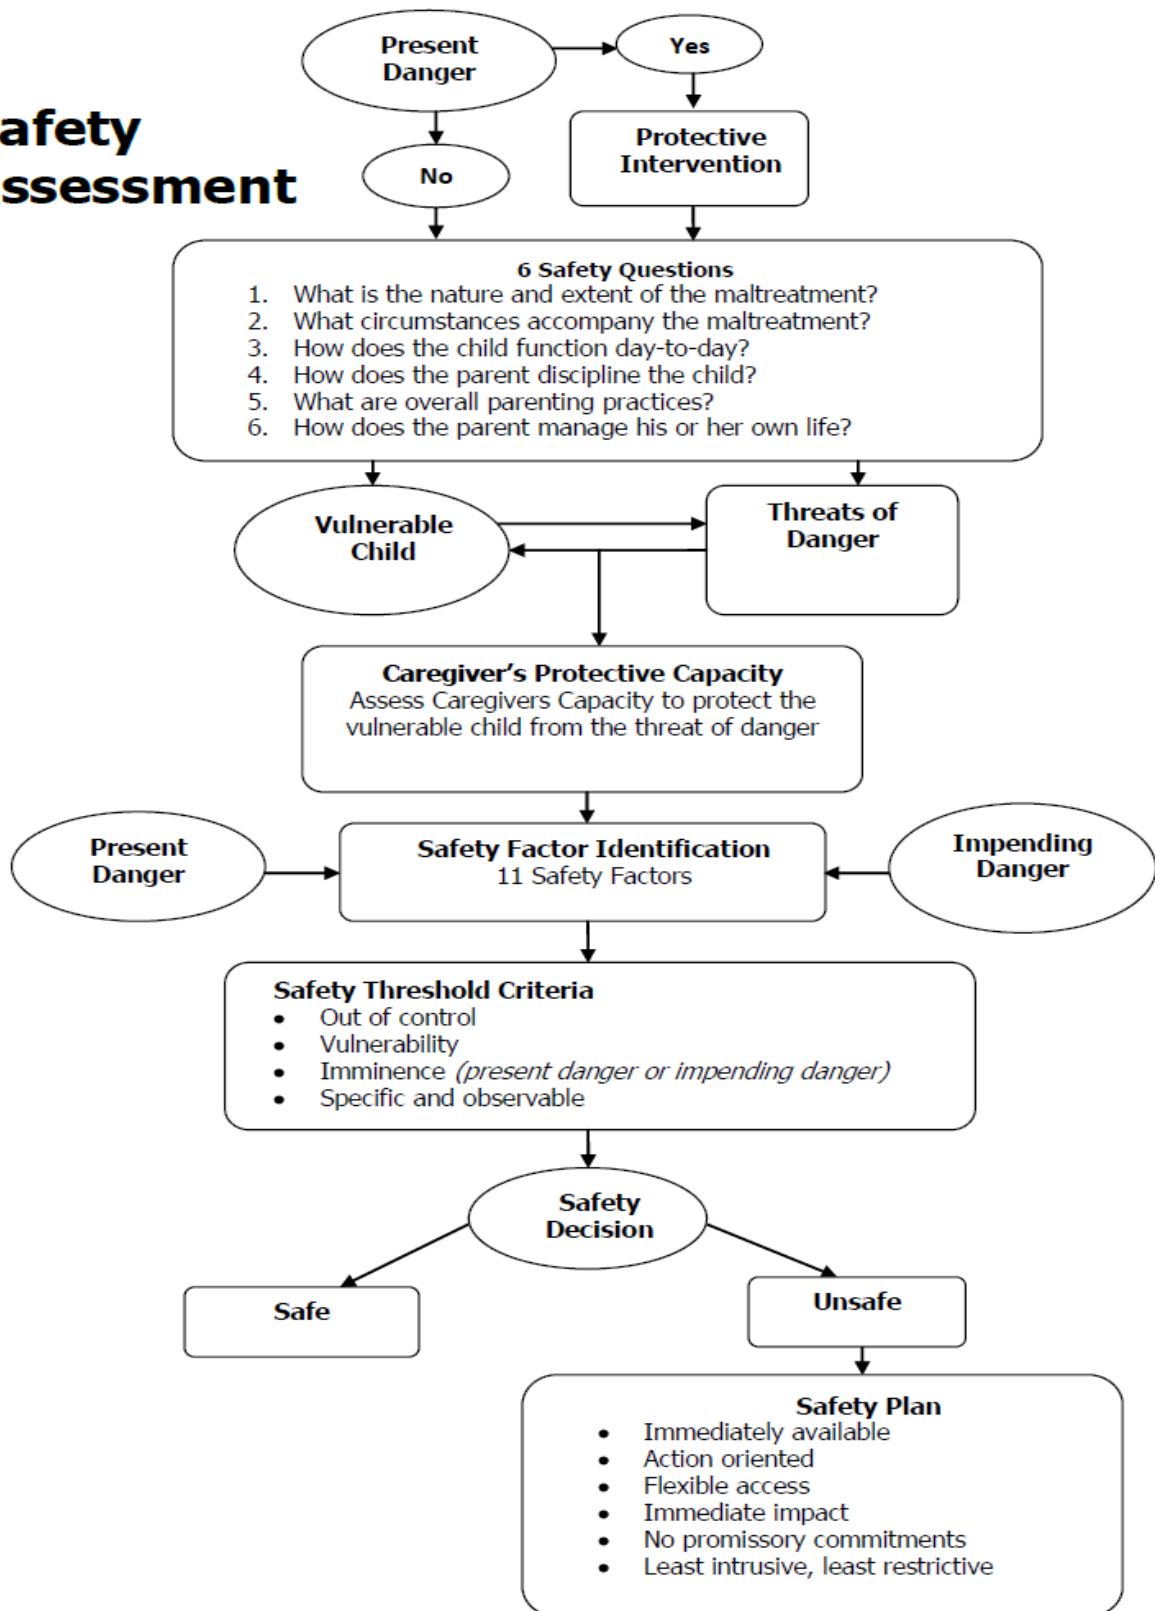 Present
Danger
Yes
afety
ssessment
Protective
Intervention
No
6 Safety Questions
1. What is the nature and extent of the maltreatment?
2. What circumstances accompany the maltreatment?
3. How does the child function day-to-day?
4. How does the parent discipline the child?
5. What are overall parenting practices?
6. How does the parent manage his or her own life?
Vulnerable
Child
Threats of
Danger
Caregiver's Protective Capacity
Assess Caregivers Capacity to protect the
vulnerable child from the threat of danger
Present
Danger
Safety Factor Identification
11 Safety Factors
Impending
Danger
Safety Threshold Criteria
• Out of control
• Vulnerability
• Imminence (present danger or impending danger)
• Specific and observable
Safety
Decision
Safe
Unsafe
Safety Plan
• Immediately available
• Action oriented
• Flexible access
• Immediate impact
• No promissory commitments
• Least intrusive, least restrictive